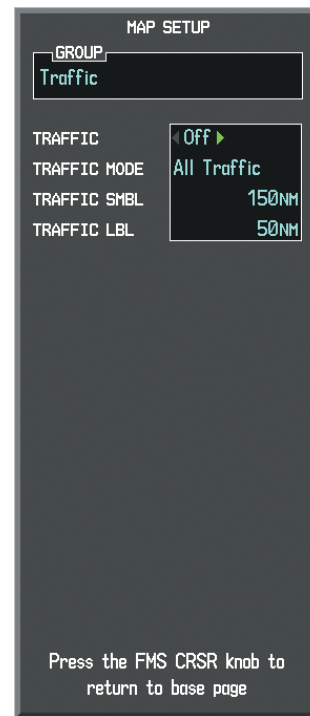 MAP SETUP
GROUP
Traffic
TRAFFIC Off
TRAFFIC MODE All Traffic
TRAFFIC SMBL 150NM
TRAFFIC LBL 50NM
Press the FMS CRSR knob to
return to base page